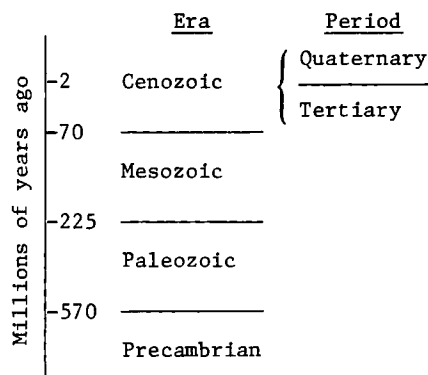 Era Period
Quaternary
-2 Cenozoic
Tertiary
-70
Mesozoic
-225
Paleozoic
-570
Precambrian
Millions of years ago